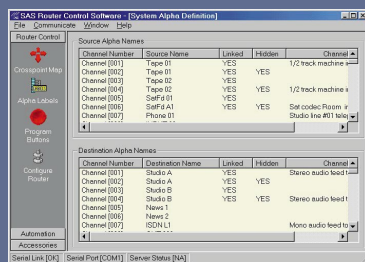 SAS Router Control Software - [System Alpha Definition]
File Communicate Window Help
Router Control
Crosspoint Map
Alpha Labels
Program Buttons
Configure Router
Automation
Accessories
Source Alpha Names
Channel Number Source Name Linked Hidden Channel
Channel [001] Tape 01 YES 1/2 track machine i
Channel [002] Tape 01 YES YES
Channel [003] Tape 02 YES
Channel [004] Tape 02 YES YES 1/2 track machine i
Channel [005] SatFd 01 YES
Channel [006] SatFd A1 YES YES Sat codec Room
Channel [007] Phone 01 Studio line #01 tele
Destination Alpha Names
Channel Number Destination Name Linked Hidden Channel
Channel [001] Studio A YES Stereo audio feed t
Channel [002] Studio A YES YES
Channel [003] Studio B YES
Channel [004] Studio B YES YES Stereo audio feed t
Channel [005] News 1
Channel [006] News 2
Channel [007] ISDN L1 Mono audio feed to
Serial Link [OK] Serial Port [COM1] Server Status [NA]